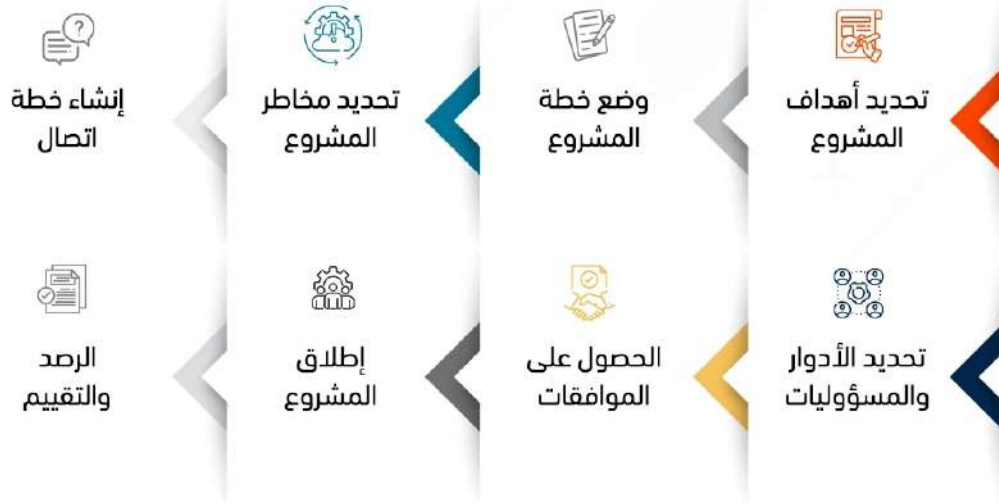 تحديد أهداف
المشروع
وضع خطة
المشروع
تحديد مخاطر
المشروع
إنشاء خطة
اتصال
تحديد الأدوار
والمسؤوليات
الحصول على
الموافقات
إطلاق
المشروع
الرصد
والتقييم